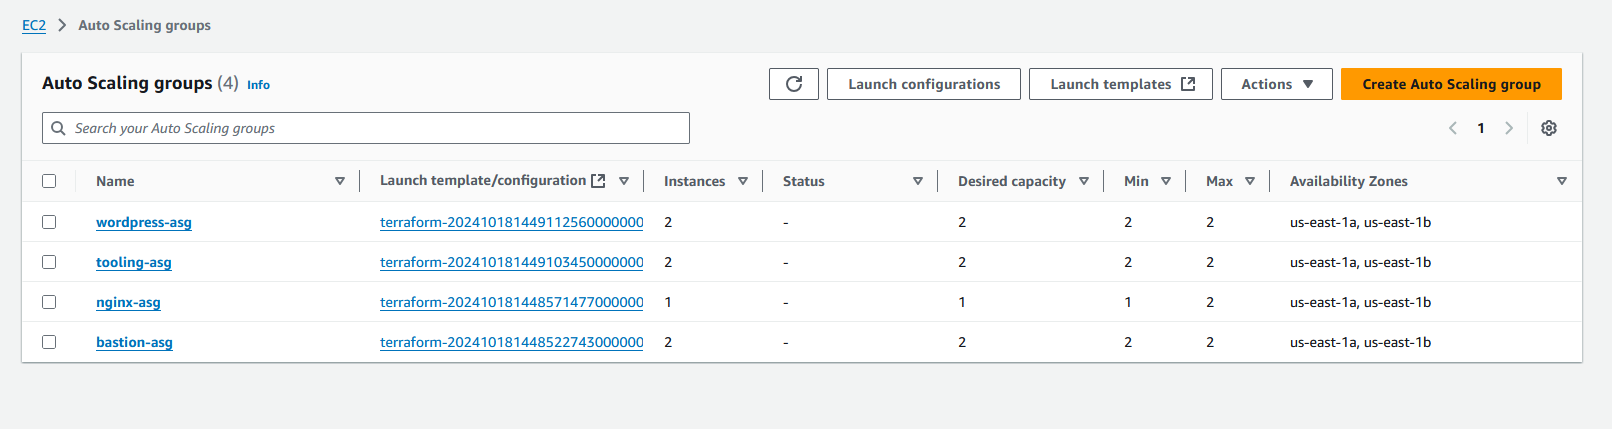 EC2 > Auto Scaling groups
Auto Scaling groups (4) Info
Launch configurations Launch templates Actions Create Auto Scaling group
Search your Auto Scaling groups
1
Name Launch template/configuration Instances Status Desired capacity Min Max Availability Zones
wordpress-asg terraform-202410181449112560000000 2 - 2 2 2 us-east-1a, us-east-1b
tooling-asg terraform-202410181449103450000000 2 - 2 2 2 us-east-1a, us-east-1b
nginx-asg terraform-202410181448571477000000 1 - 1 1 2 us-east-1a, us-east-1b
bastion-asg terraform-202410181448522743000000 2 - 2 2 2 us-east-1a, us-east-1b